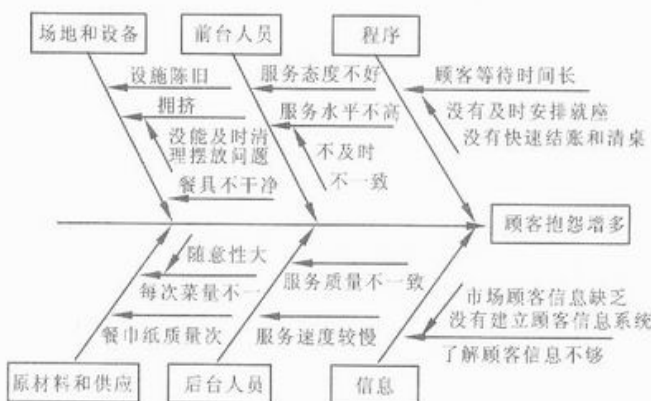 场地和设备
前台人员
程序
设施陈旧
拥挤
没能及时清
理摆放问题
餐具不干净
服务态度不好
服务水平不高
不及时
不一致
顾客等待时间长
没有及时安排就座
没有快速结账和清桌
顾客抱怨增多
随意性大
每次菜量不一
餐巾纸质量次
服务质量不一致
服务速度较慢
市场顾客信息缺乏
没有建立顾客信息系统
了解顾客信息不够
原材料和供应
后台人员
信息